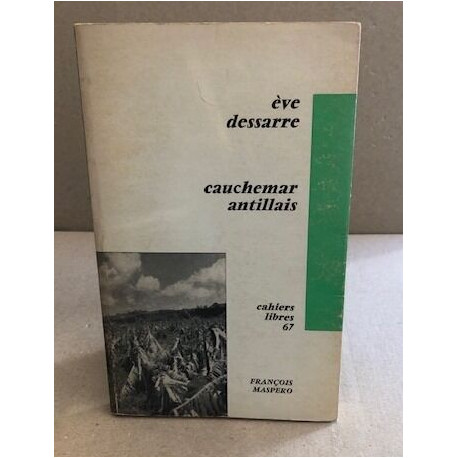 ève
dessarre
cauchemar
antillais
cahiers
libres
67
FRANÇOIS
MASPERO